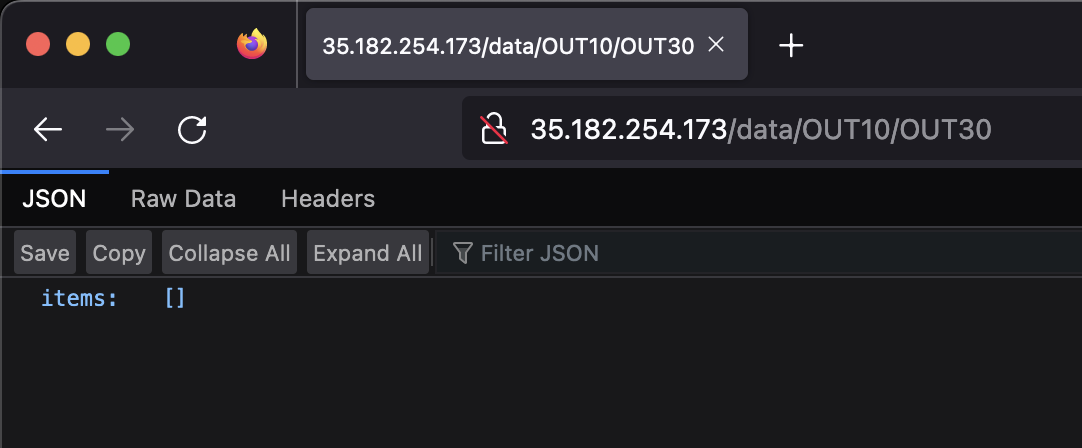 35.182.254.173/data/OUT10/OUT30
35.182.254.173/data/OUT10/OUT30
JSON Raw Data Headers
Save Copy Collapse All Expand All Filter JSON
items: []